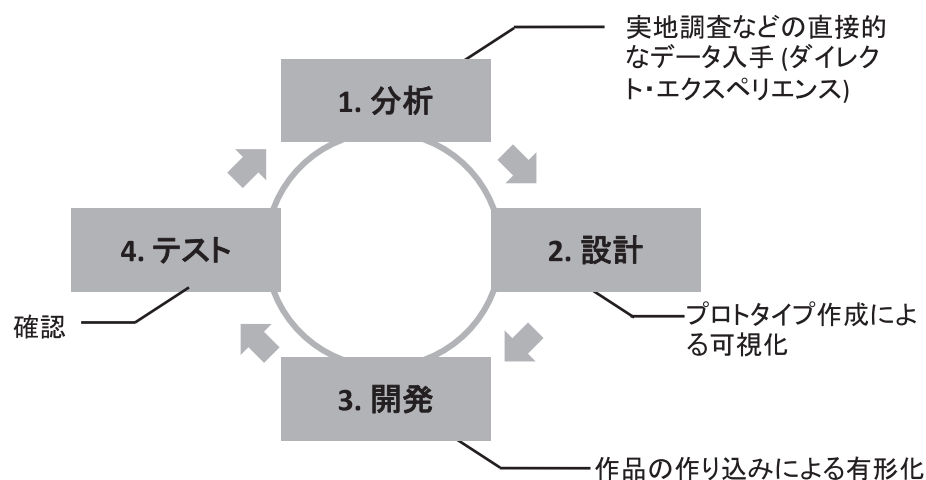 実地調査などの直接的
なデータ入手 (ダイレク
ト・エクスペリエンス)
1. 分析
4. テスト
2. 設計
確認
プロトタイプ作成によ
る可視化
3. 開発
作品の作り込みによる有形化